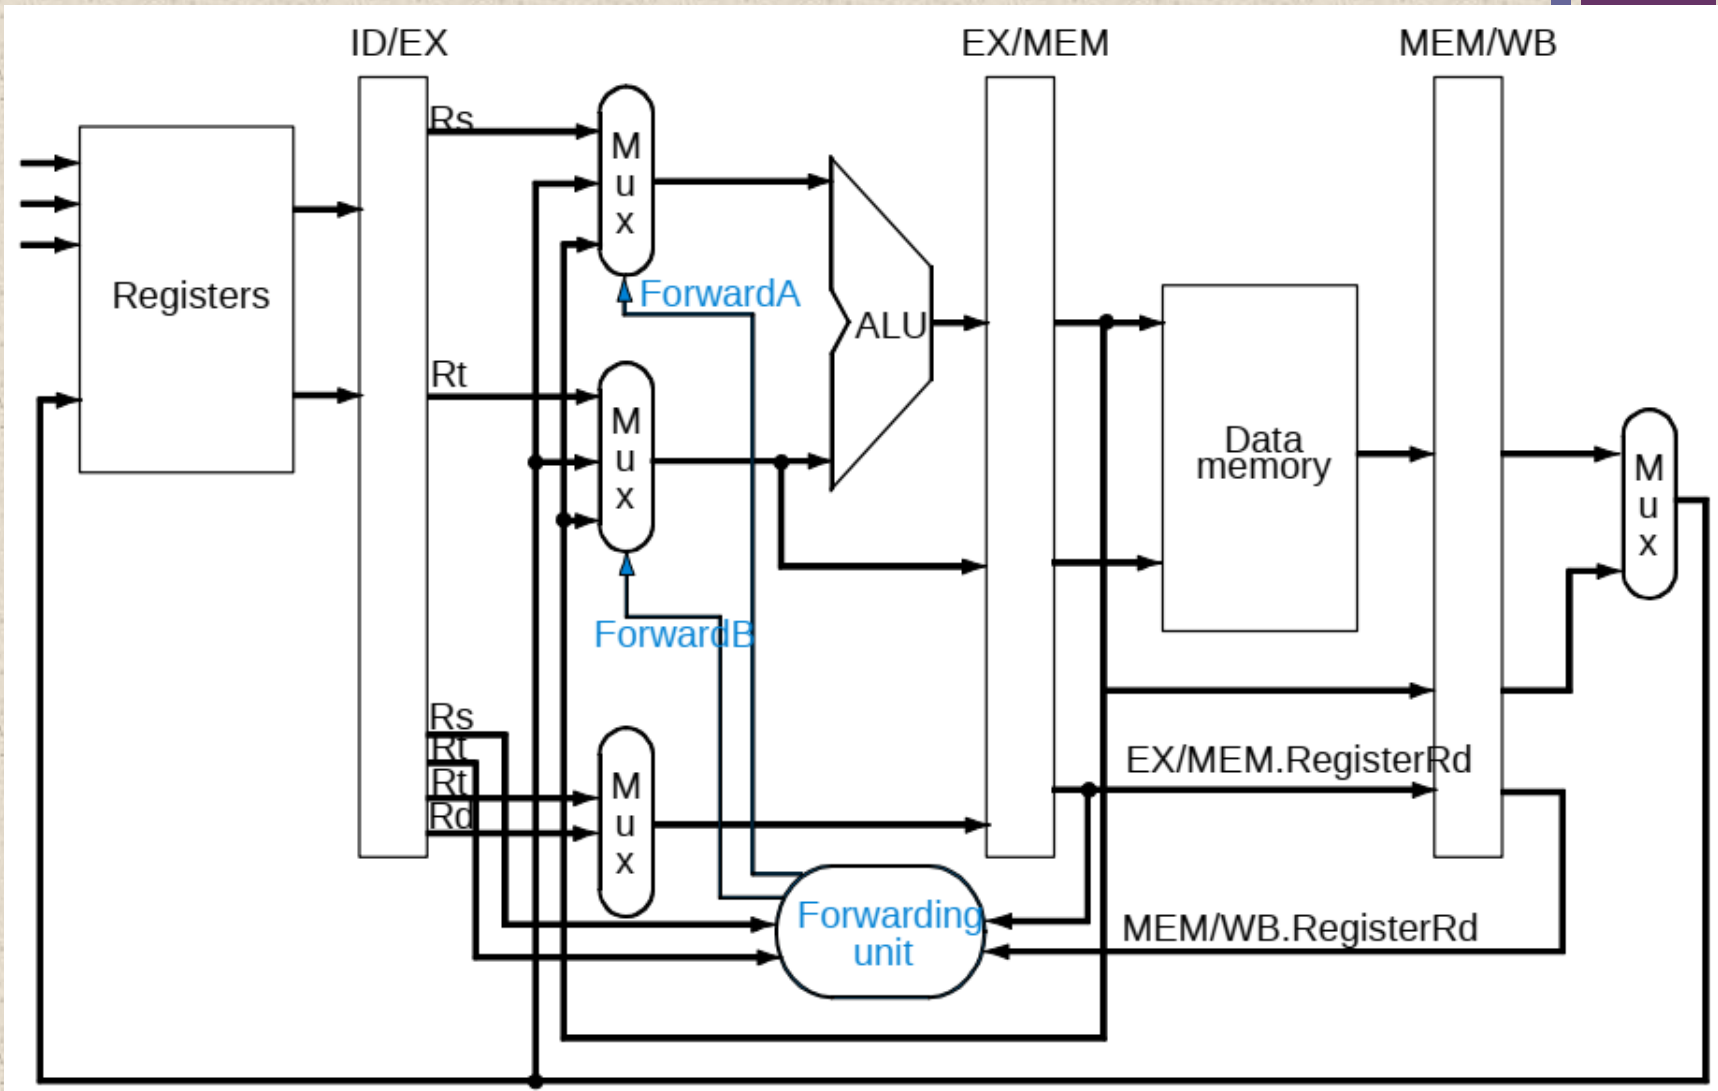 ID/EX
EX/MEM
MEM/WB
Rs
M
u
x
ForwardA
Registers
ALU
Rt
M
u
x
Data
memory
M
u
x
ForwardB
Rs
Rt
Rt
Rd
M
u
x
EX/MEM.RegisterRd
Forwarding
unit
MEM/WB.RegisterRd